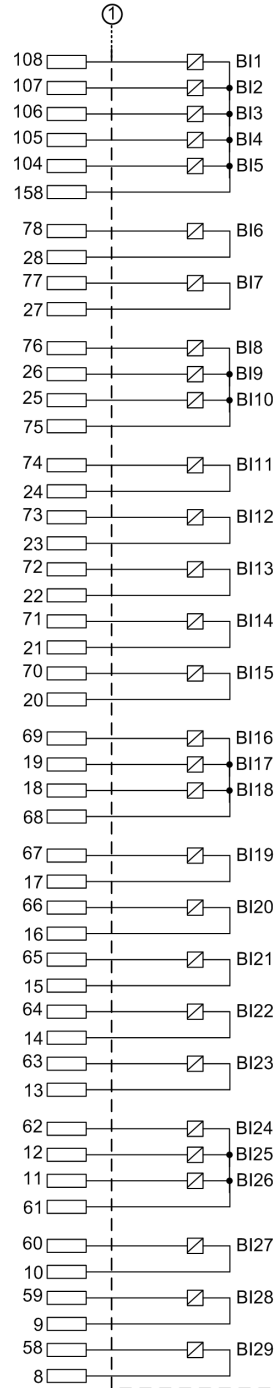 1
108 BI1
107 BI2
106 BI3
105 BI4
104 BI5
158
78 BI6
28
77 BI7
27
76 BI8
26 BI9
25 BI10
75
74 BI11
24
73 BI12
23
72 BI13
22
71 BI14
21
70 BI15
20
69 BI16
19 BI17
18 BI18
68
67 BI19
17
66 BI20
16
65 BI21
15
64 BI22
14
63 BI23
13
62 BI24
12 BI25
11 BI26
61
60 BI27
10
59 BI28
9
58 BI29
8